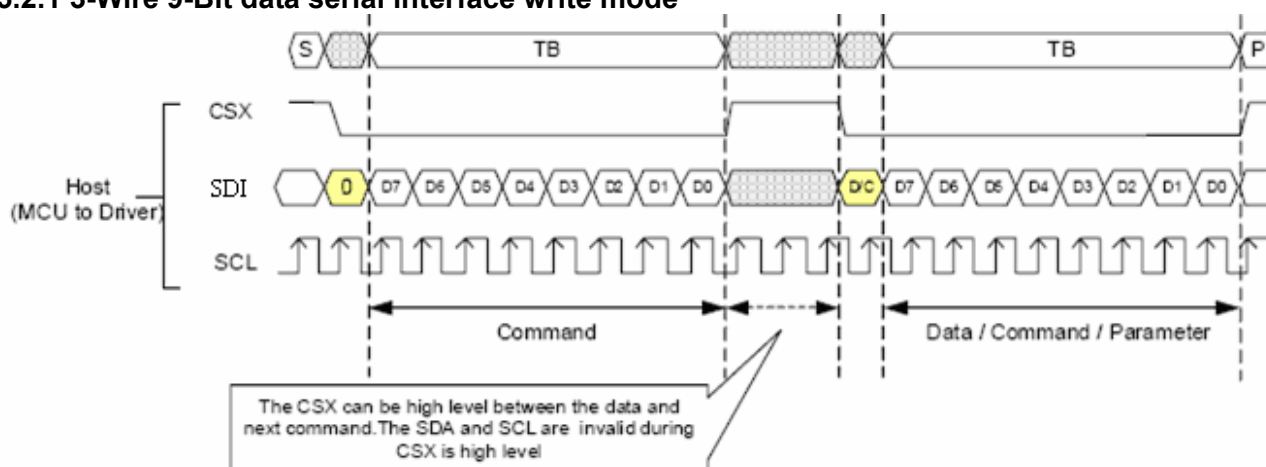 3-Wire 9-Bit data serial interface write mode
S TB TB P
CSX
Host
(MCU to Driver)
SDI 0 D7 D6 D5 D4 D3 D2 D1 D0 D/C D7 D6 D5 D4 D3 D2 D1 D0
SCL
Command
Data / Command / Parameter
The CSX can be high level between the data and
next command.The SDA and SCL are invalid during
CSX is high level